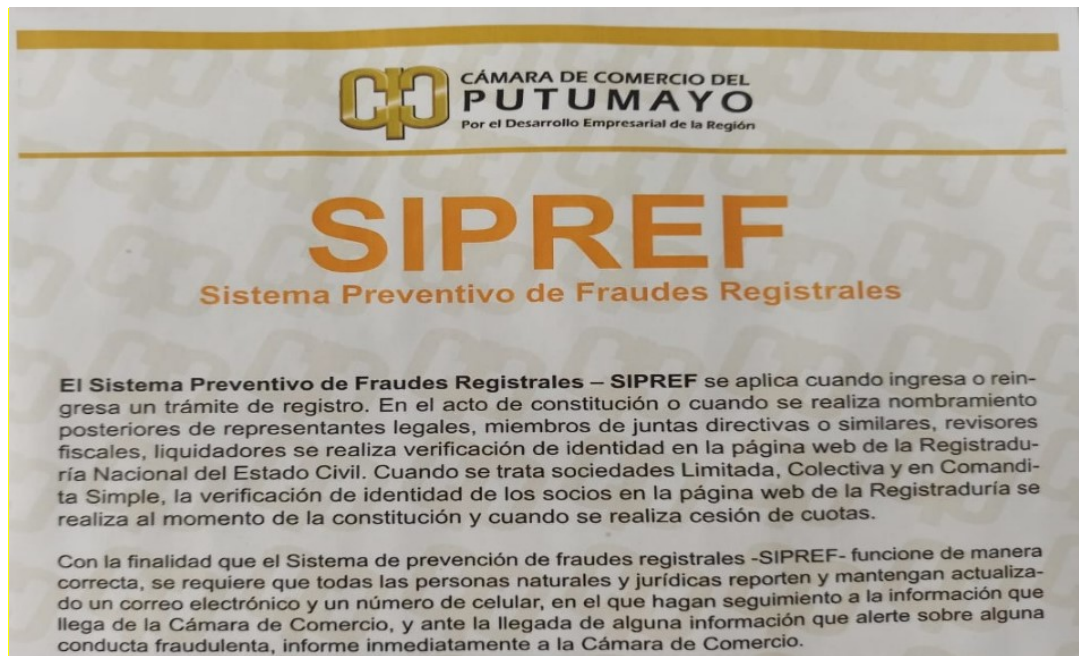 CÁMARA DE COMERCIO DEL
PUTUMAYO
Por el Desarrollo Empresarial de la Región
SIPREF
Sistema Preventivo de Fraudes Registrales
El Sistema Preventivo de Fraudes Registrales – SIPREF se aplica cuando ingresa o rein-
gresa un trámite de registro. En el acto de constitución o cuando se realiza nombramiento
posteriores de representantes legales, miembros de juntas directivas o similares, revisores
fiscales, liquidadores se realiza verificación de identidad en la página web de la Registradu-
ría Nacional del Estado Civil. Cuando se trata sociedades Limitada, Colectiva y en Comandi-
ta Simple, la verificación de identidad de los socios en la página web de la Registraduría se
realiza al momento de la constitución y cuando se realiza cesión de cuotas.
Con la finalidad que el Sistema de prevención de fraudes registrales -SIPREF- funcione de manera
correcta, se requiere que todas las personas naturales y jurídicas reporten y mantengan actualiza-
do un correo electrónico y un número de celular, en el que hagan seguimiento a la información que
llega de la Cámara de Comercio, y ante la llegada de alguna información que alerte sobre alguna
conducta fraudulenta, informe inmediatamente a la Cámara de Comercio.